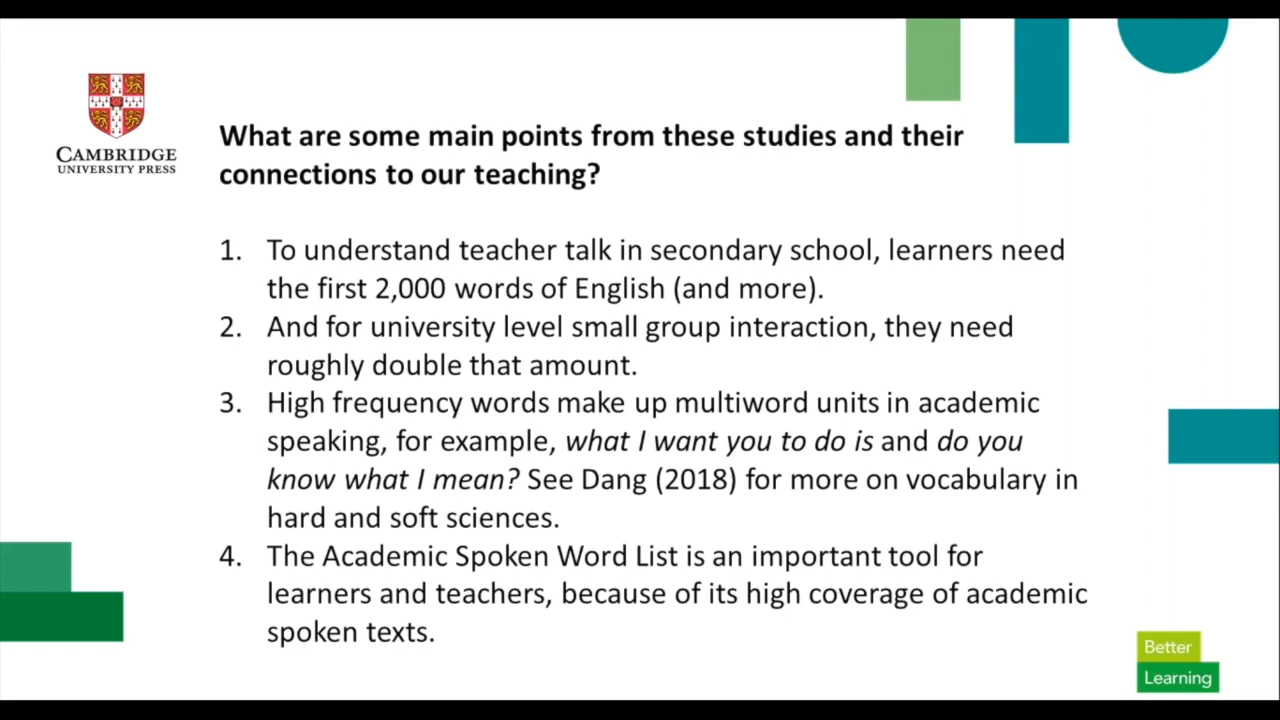 CAMBRIDGE
UNIVERSITY PRESS
What are some main points from these studies and their
connections to our teaching?
1. To understand teacher talk in secondary school, learners need
the first 2,000 words of English (and more).
2. And for university level small group interaction, they need
roughly double that amount.
3. High frequency words make up multiword units in academic
speaking, for example, what I want you to do is and do you
know what I mean? See Dang (2018) for more on vocabulary in
hard and soft sciences.
4. The Academic Spoken Word List is an important tool for
learners and teachers, because of its high coverage of academic
spoken texts.
Better
Learning